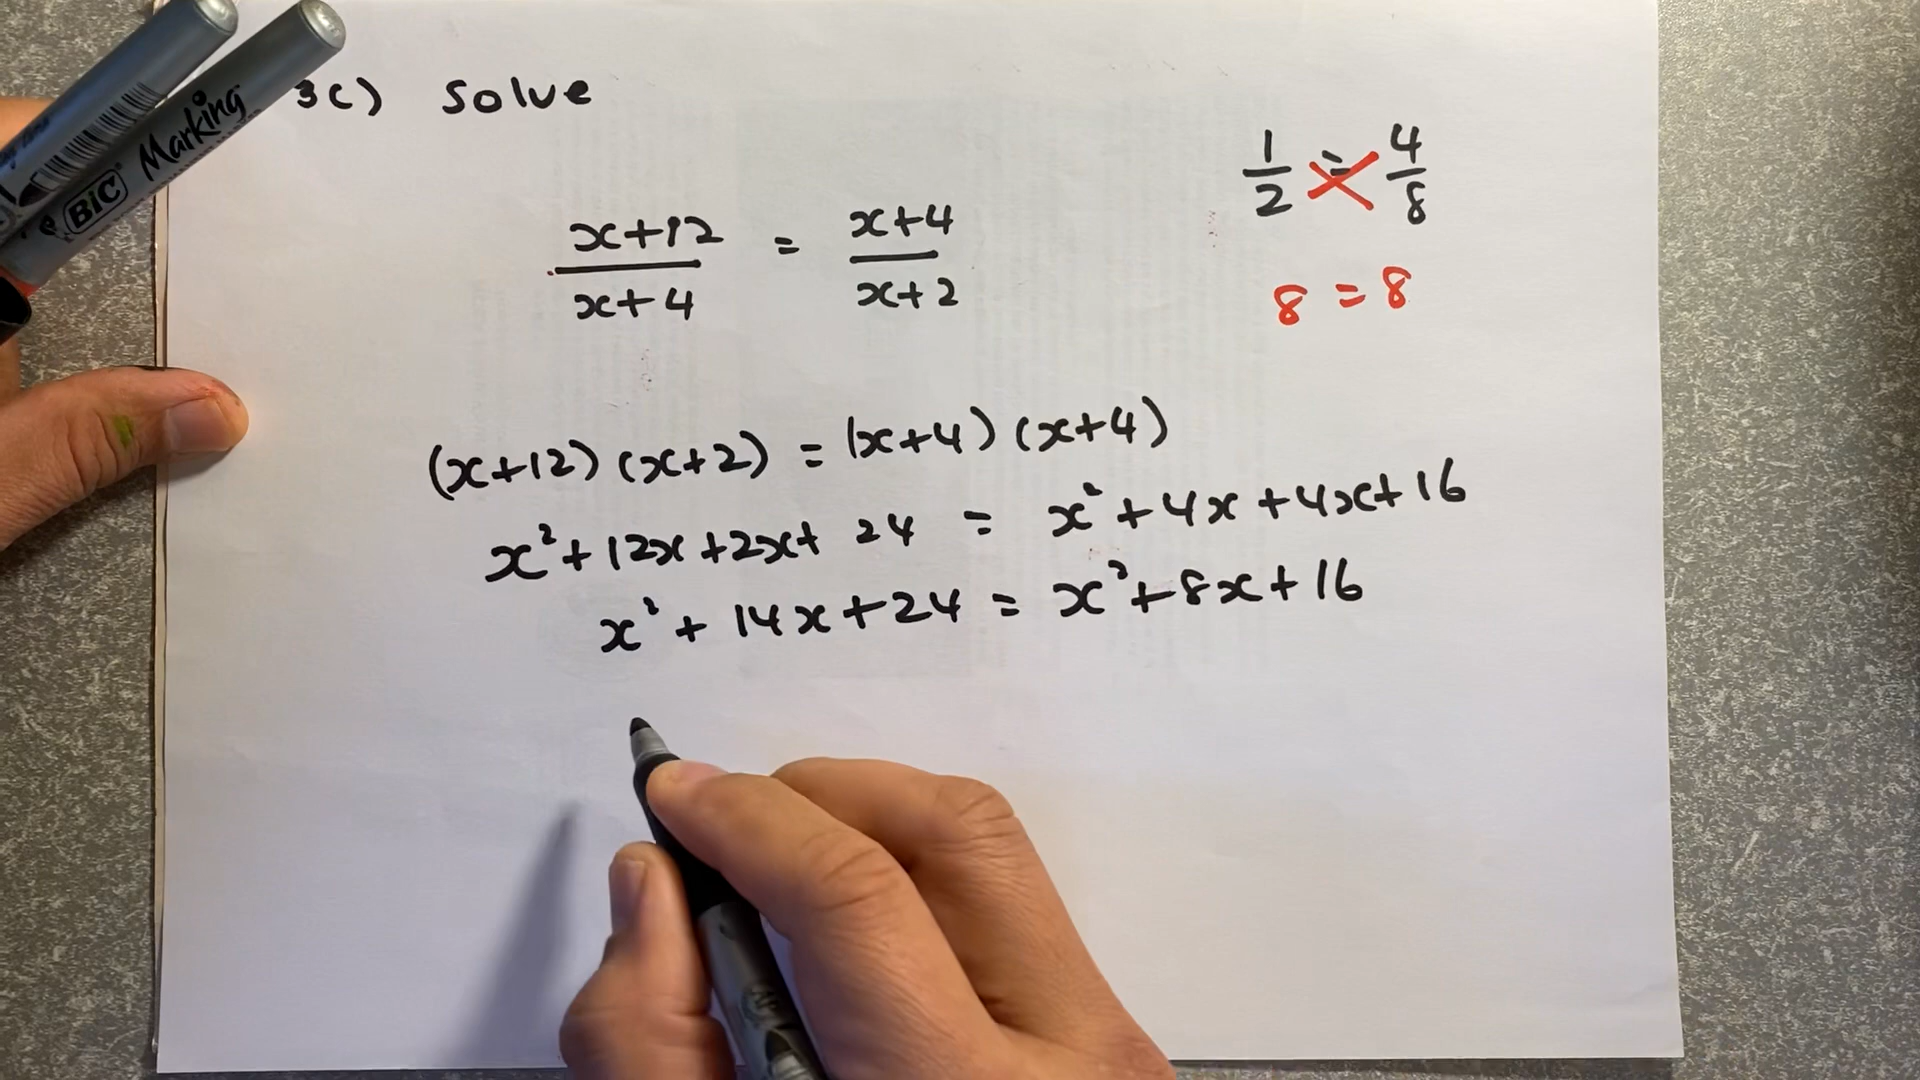 3c) Solve
x+12/x+4 = x+4/x+2
1/2 = 4/8
8 = 8
(x+12)(x+2) = (x+4)(x+4)
x²+12x+2x+ 24 = x²+4x+4x+16
x²+14x+24 = x²+8x+16
BIC Marking